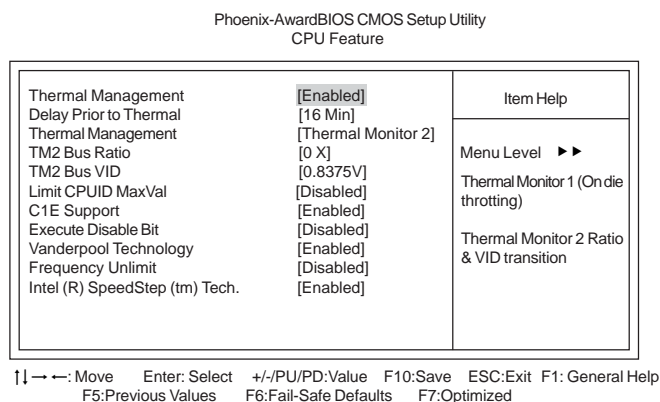 Phoenix-AwardBIOS CMOS Setup Utility
CPU Feature
Thermal Management [Enabled]
Delay Prior to Thermal [16 Min]
Thermal Management [Thermal Monitor 2]
TM2 Bus Ratio [0 X]
TM2 Bus VID [0.8375V]
Limit CPUID MaxVal [Disabled]
C1E Support [Enabled]
Execute Disable Bit [Disabled]
Vanderpool Technology [Enabled]
Frequency Unlimit [Disabled]
Intel (R) SpeedStep (tm) Tech. [Enabled]
Item Help
Menu Level ►►
Thermal Monitor 1 (On die
throtting)
Thermal Monitor 2 Ratio
& VID transition
↑↓→←: Move Enter: Select +/-/PU/PD:Value F10:Save ESC:Exit F1: General Help
F5:Previous Values F6:Fail-Safe Defaults F7:Optimized